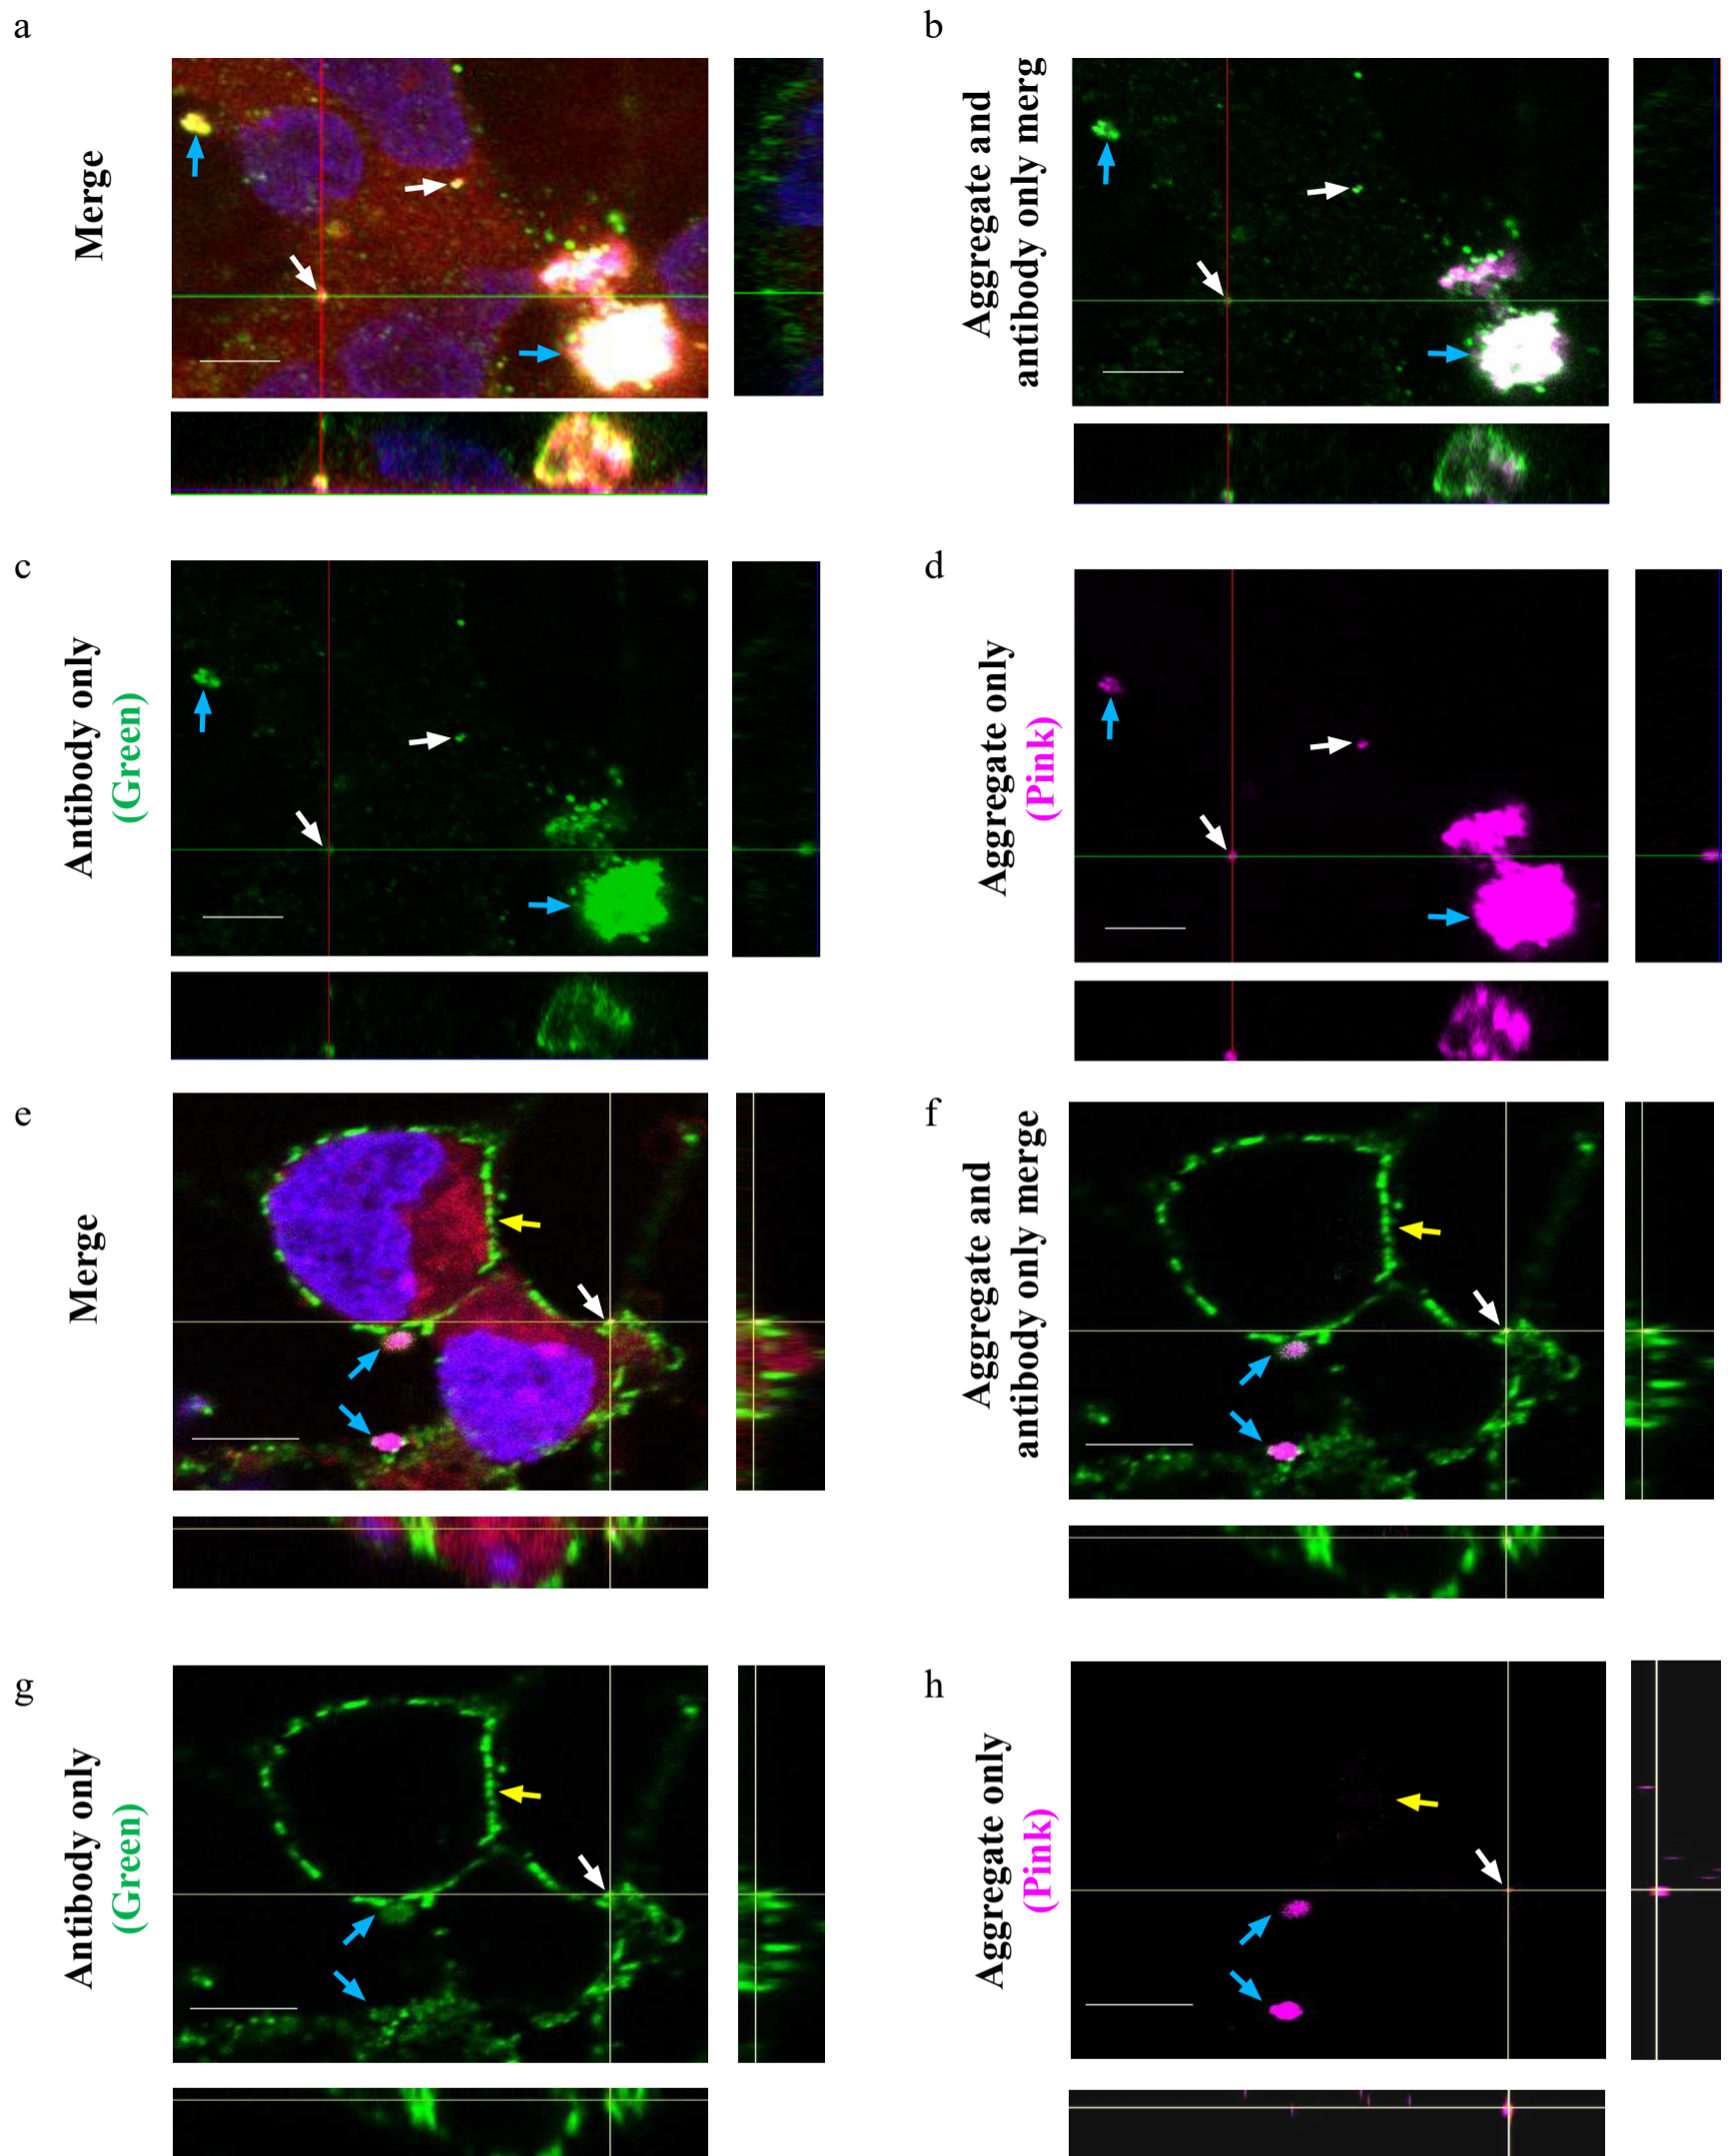 a
Merge
b
Aggregate and
antibody only merg
c
Antibody only
(Green)
d
Aggregate only
(Pink)
e
Merge
f
Aggregate and
antibody only merge
g
Antibody only
(Green)
h
Aggregate only
(Pink)